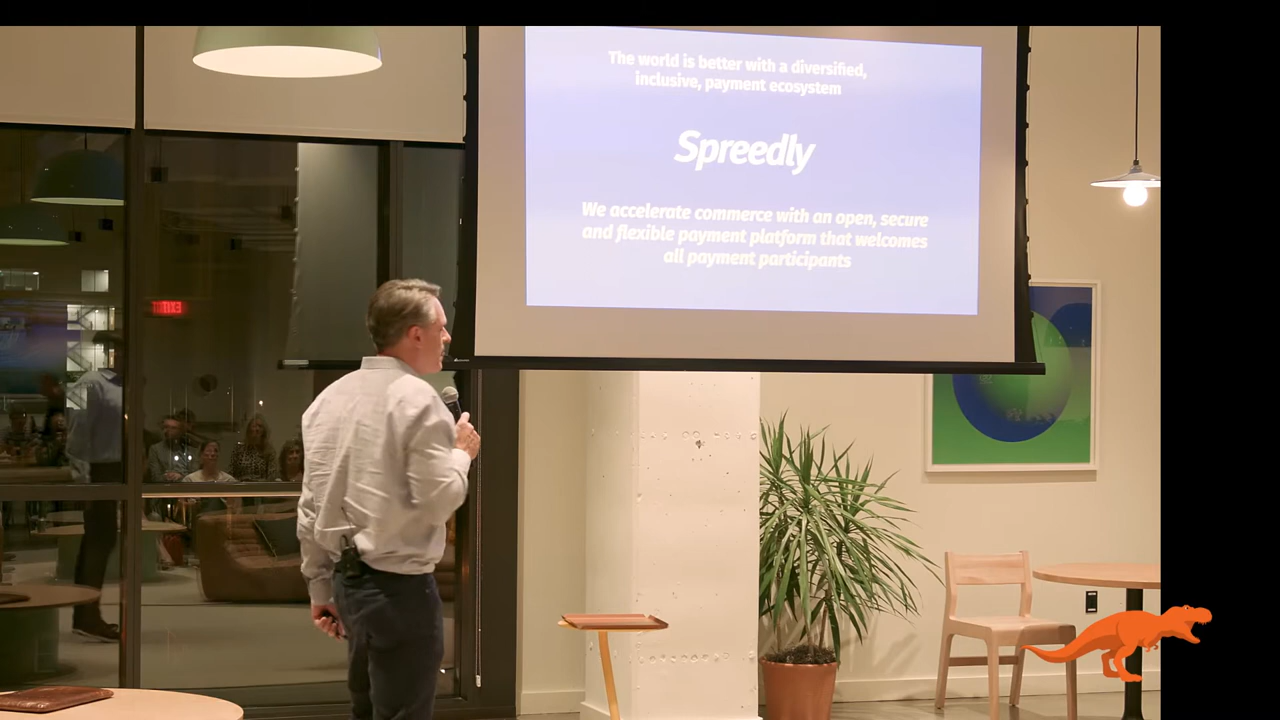 The world is better with a diversified,
inclusive, payment ecosystem
Spreedly
We accelerate commerce with an open, secure
and flexible payment platform that welcomes
all payment participants